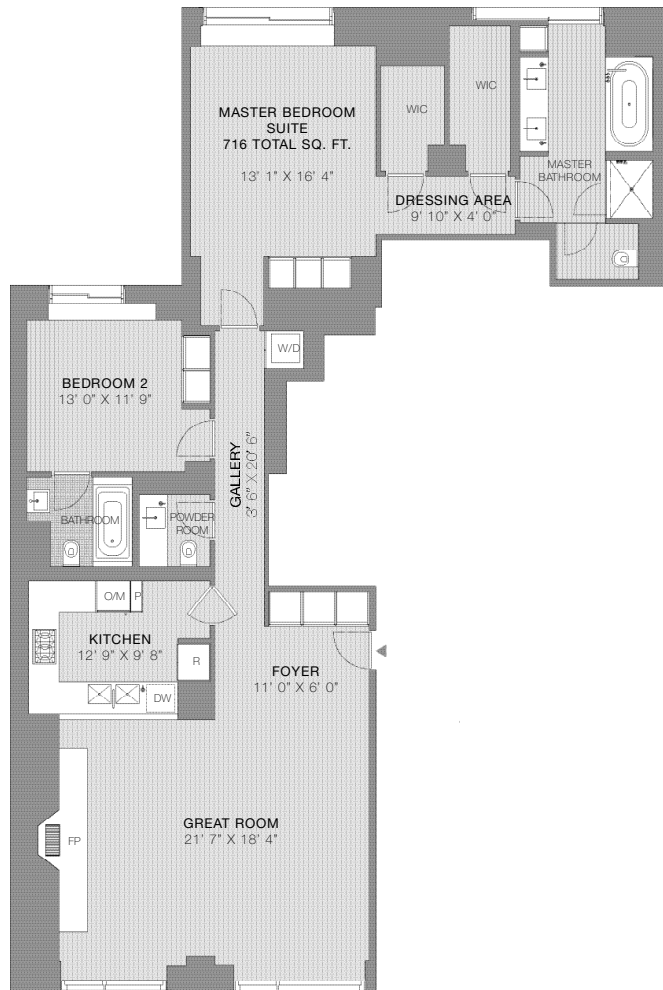 MASTER BEDROOM
SUITE
716 TOTAL SQ. FT.
13' 1" X 16' 4"
WIC
WIC
MASTER
BATHROOM
DRESSING AREA
9' 10" X 4' 0"
W/D
BEDROOM 2
13' 0" X 11' 9"
GALLERY
3' 6" X 20' 6"
BATHROOM
POWDER
ROOM
O/M
P
KITCHEN
12' 9" X 9' 8"
R
DW
FOYER
11' 0" X 6' 0"
GREAT ROOM
21' 7" X 18' 4"
FP